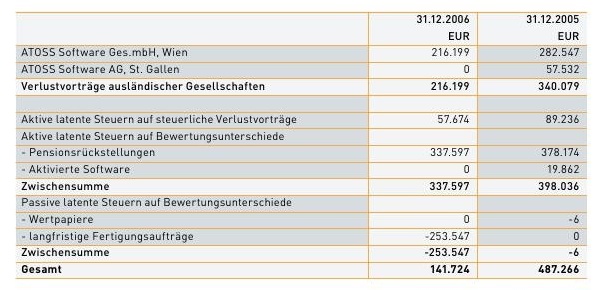 31.12.2006 31.12.2005
EUR EUR
ATOSS Software Ges.mbH, Wien 216.199 282.547
ATOSS Software AG, St. Gallen 0 57.532
Verlustvorträge ausländischer Gesellschaften 216.199 340.079
Aktive latente Steuern auf steuerliche Verlustvorträge 57.674 89.236
Aktive latente Steuern auf Bewertungsunterschiede
- Pensionsrückstellungen 337.597 378.174
- Aktivierte Software 0 19.862
Zwischensumme 337.597 398.036
Passive latente Steuern auf Bewertungsunterschiede
- Wertpapiere 0 -6
- langfristige Fertigungsaufträge -253.547 0
Zwischensumme -253.547 -6
Gesamt 141.724 487.266